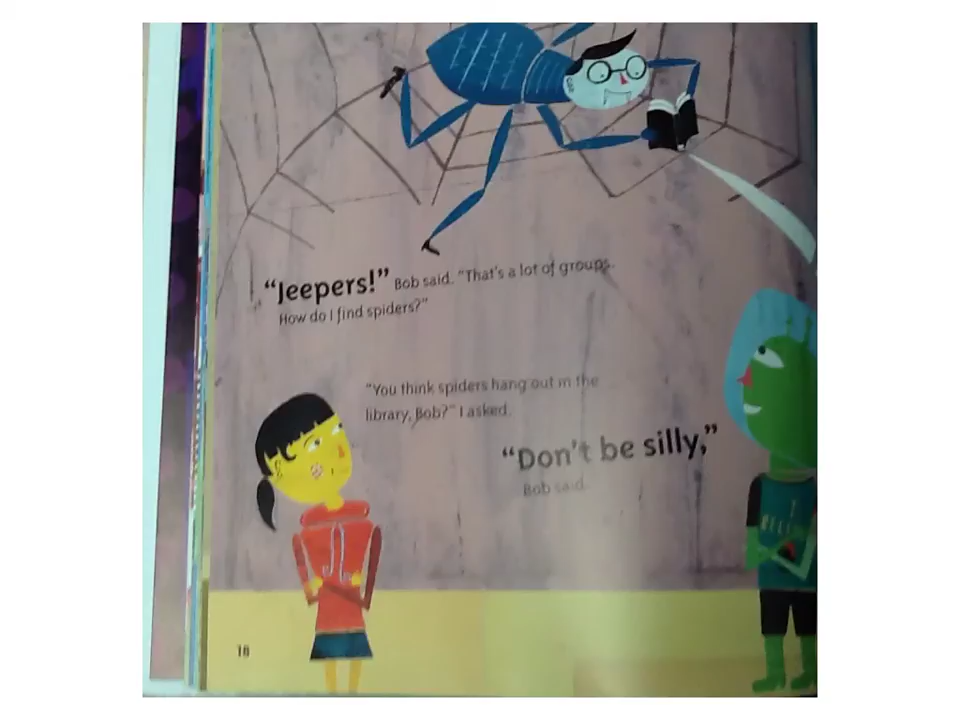 “Jeepers!” Bob said. “That’s a lot of groups.
How do I find spiders?”
“You think spiders hang out in the
library, Bob?” I asked.
“Don’t be silly,”
Bob said.
18